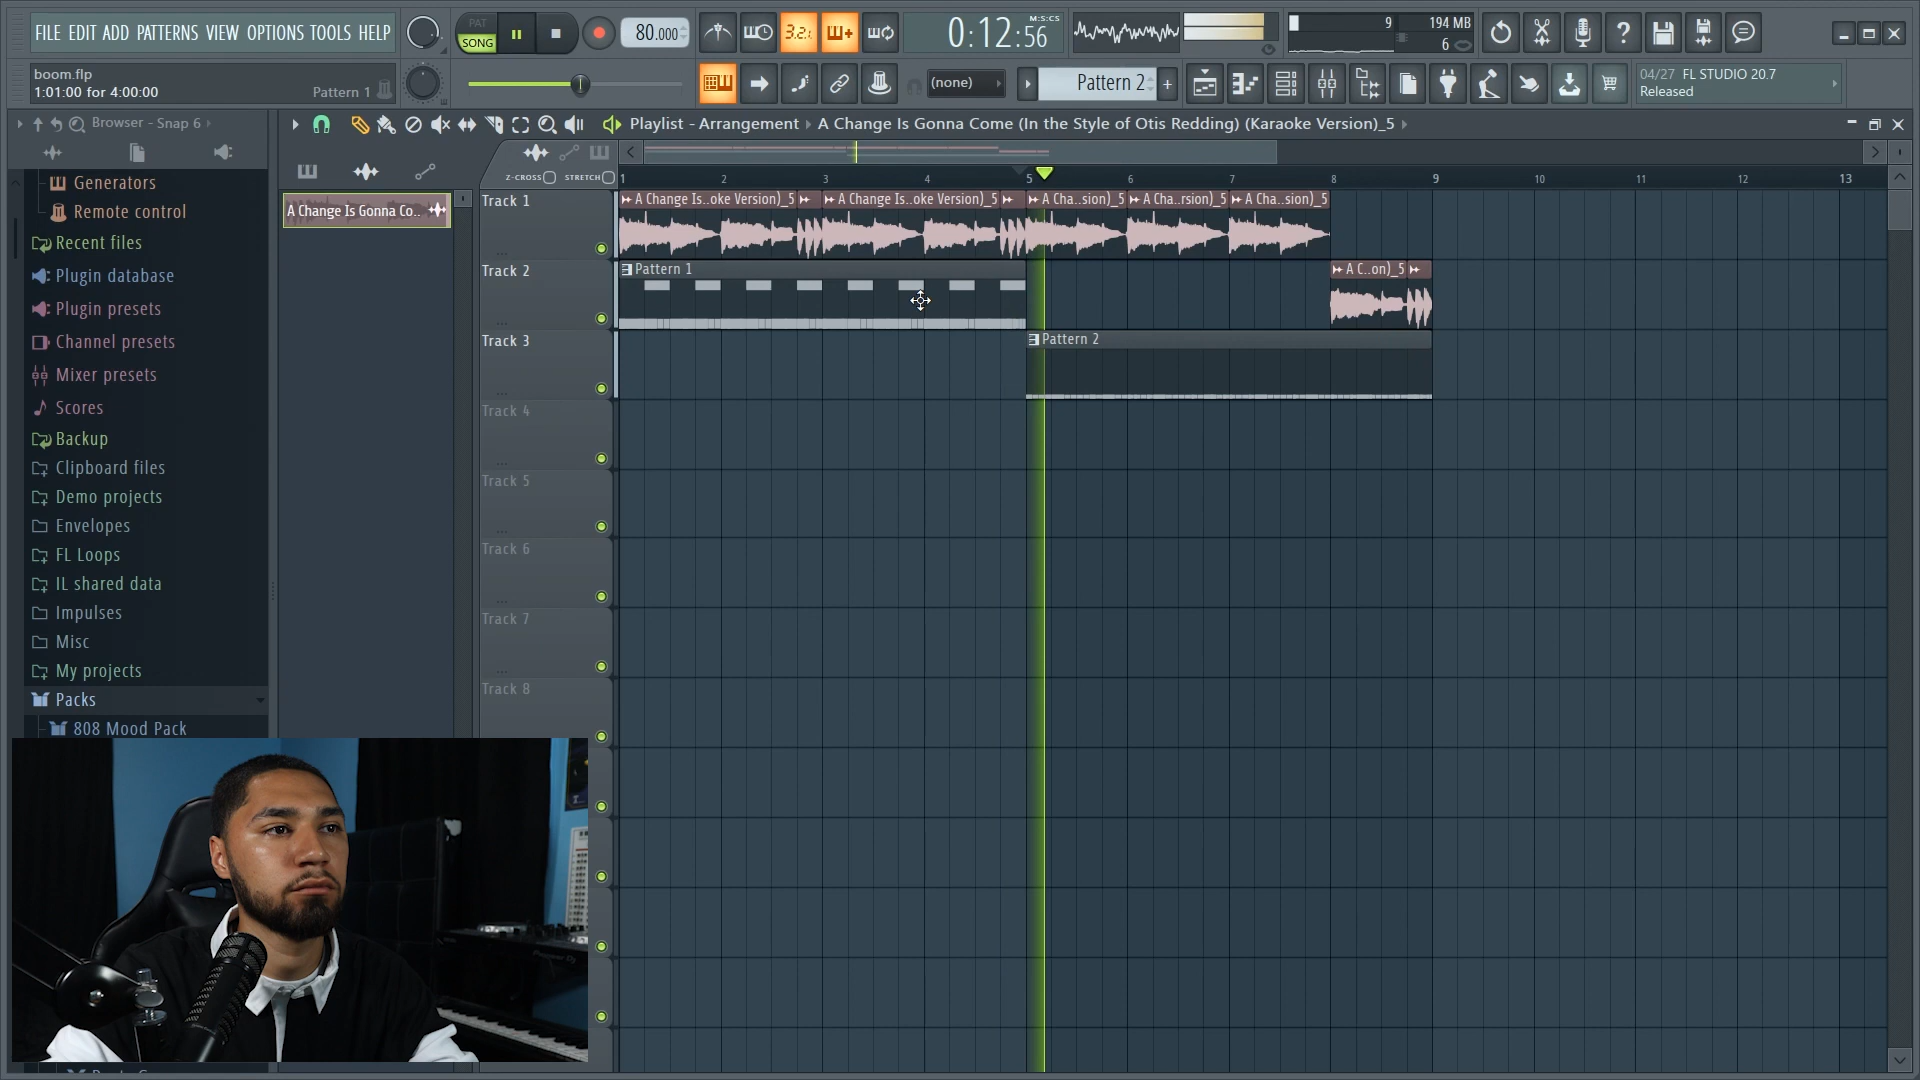 FILE EDIT ADD PATTERNS VIEW OPTIONS TOOLS HELP
PAT
SONG
80.000
3.2.1
0:12:56
M:S:CS
9
194 MB
6
boom.flp
1:01:00 for 4:00:00
Pattern 1
(none)
Pattern 2
04/27 FL STUDIO 20.7
Released
Browser - Snap 6
Playlist - Arrangement
A Change Is Gonna Come (In the Style of Otis Redding) (Karaoke Version)_5
Z-CROSS
STRETCH
1 2 3 4 5 6 7 8 9 10 11 12 13
Generators
Remote control
Recent files
Plugin database
Plugin presets
Channel presets
Mixer presets
Scores
Backup
Clipboard files
Demo projects
Envelopes
FL Loops
IL shared data
Impulses
Misc
My projects
Packs
808 Mood Pack
A Change Is Gonna Co..
Track 1
A Change Is..oke Version)_5
A Change Is..oke Version)_5
A Cha..sion)_5
A Cha..rsion)_5
A Cha..sion)_5
Track 2
Pattern 1
A C..on)_5
Track 3
Pattern 2
Track 4
Track 5
Track 6
Track 7
Track 8